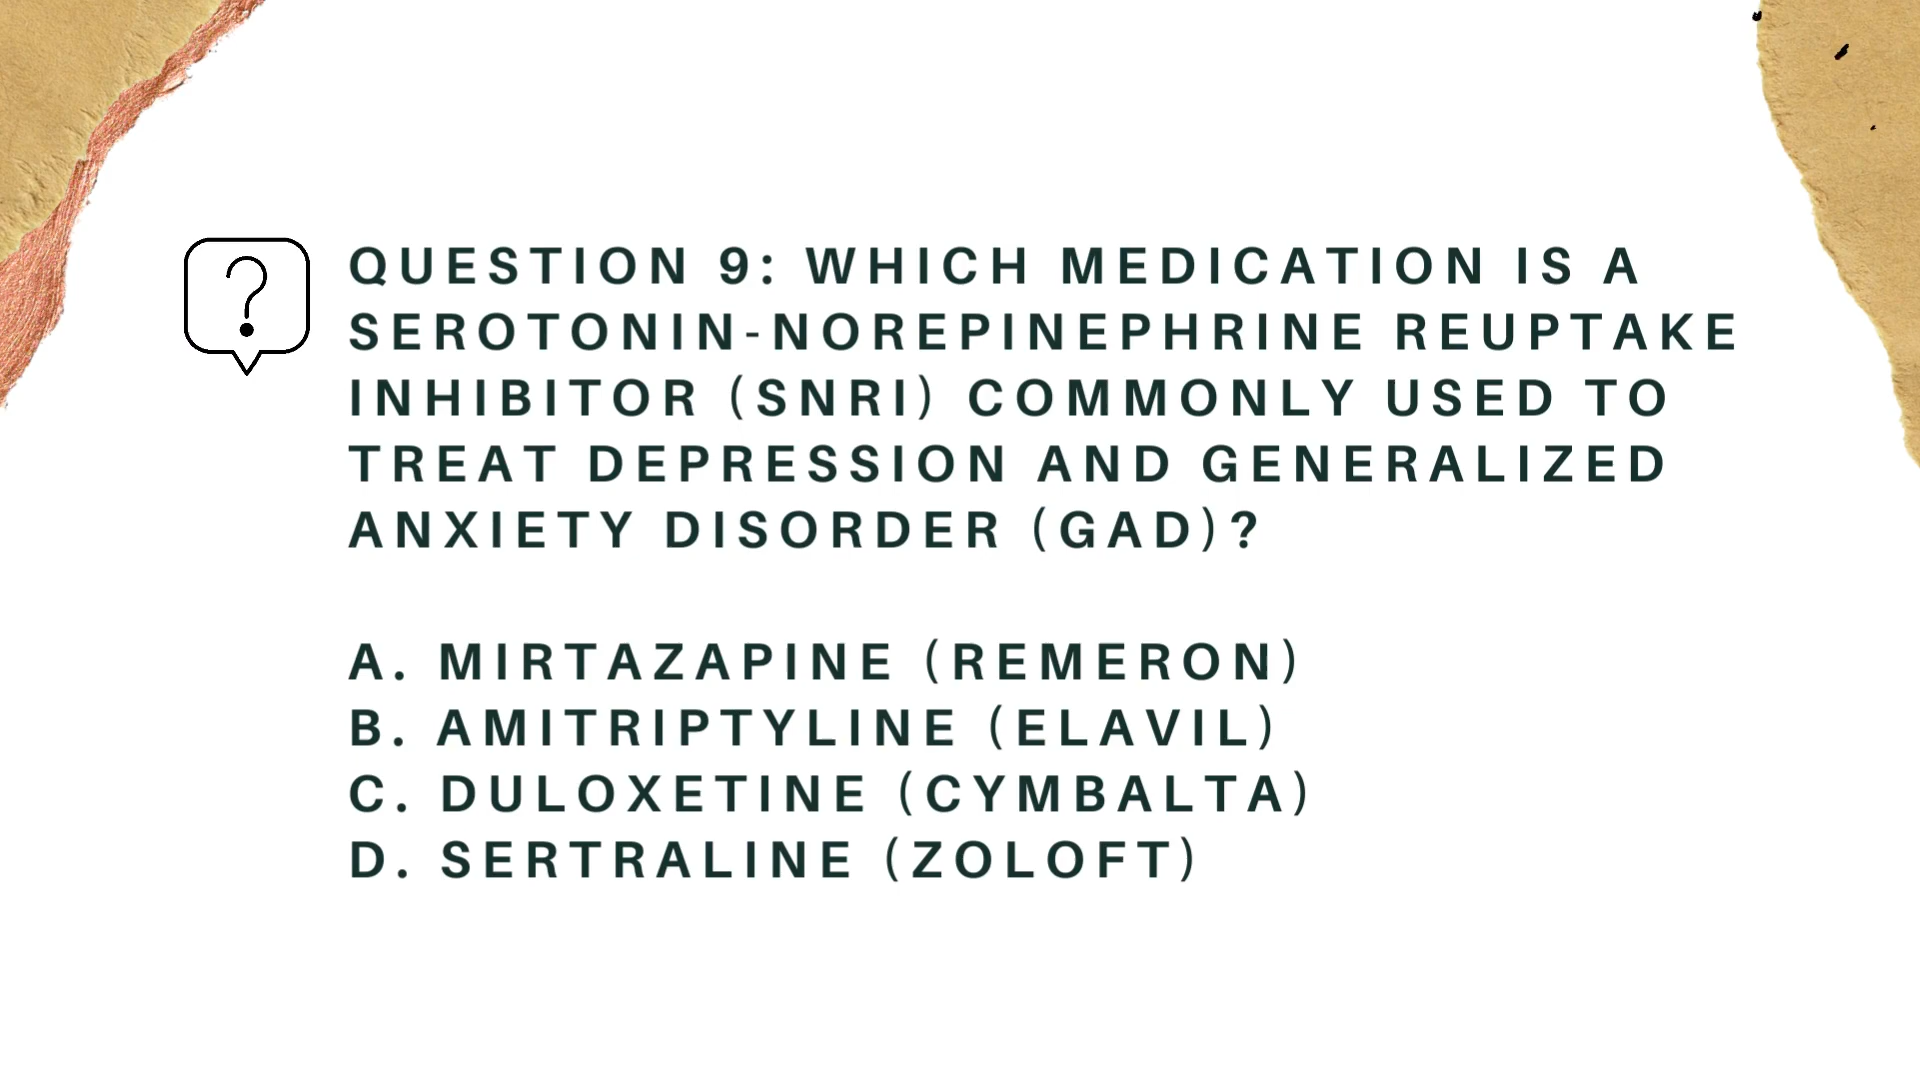 QUESTION 9: WHICH MEDICATION IS A
SEROTONIN-NOREPINEPHRINE REUPTAKE
INHIBITOR (SNRI) COMMONLY USED TO
TREAT DEPRESSION AND GENERALIZED
ANXIETY DISORDER (GAD)?
A. MIRTAZAPINE (REMERON)
B. AMITRIPTYLINE (ELAVIL)
C. DULOXETINE (CYMBALTA)
D. SERTRALINE (ZOLOFT)